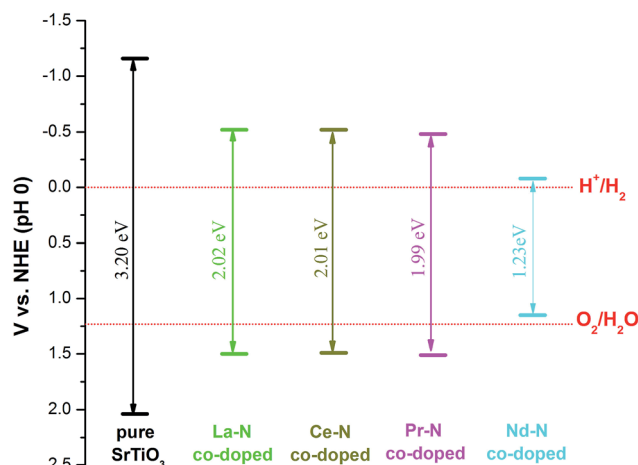 V vs. NHE (pH 0)
-1.5
-1.0
-0.5
0.0
0.5
1.0
1.5
2.0
2.5
3.20 eV
2.02 eV
2.01 eV
1.99 eV
1.23eV
H⁺/H₂
O₂/H₂O
pure
SrTiO₃
La-N
co-doped
Ce-N
co-doped
Pr-N
co-doped
Nd-N
co-doped